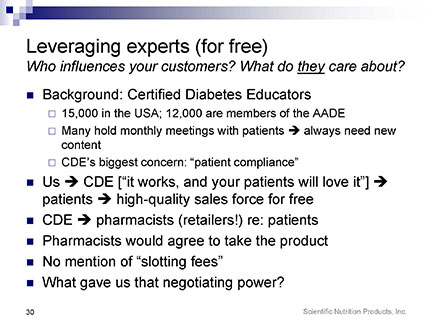 Leveraging experts (for free)
Who influences your customers? What do they care about?
■ Background: Certified Diabetes Educators
□ 15,000 in the USA; 12,000 are members of the AADE
□ Many hold monthly meetings with patients ➔ always need new
content
□ CDE's biggest concern: “patient compliance”
■ Us ➔ CDE [“it works, and your patients will love it”] ➔
patients ➔ high-quality sales force for free
■ CDE ➔ pharmacists (retailers!) re: patients
■ Pharmacists would agree to take the product
■ No mention of “slotting fees”
■ What gave us that negotiating power?
30 Scientific Nutrition Products, Inc.